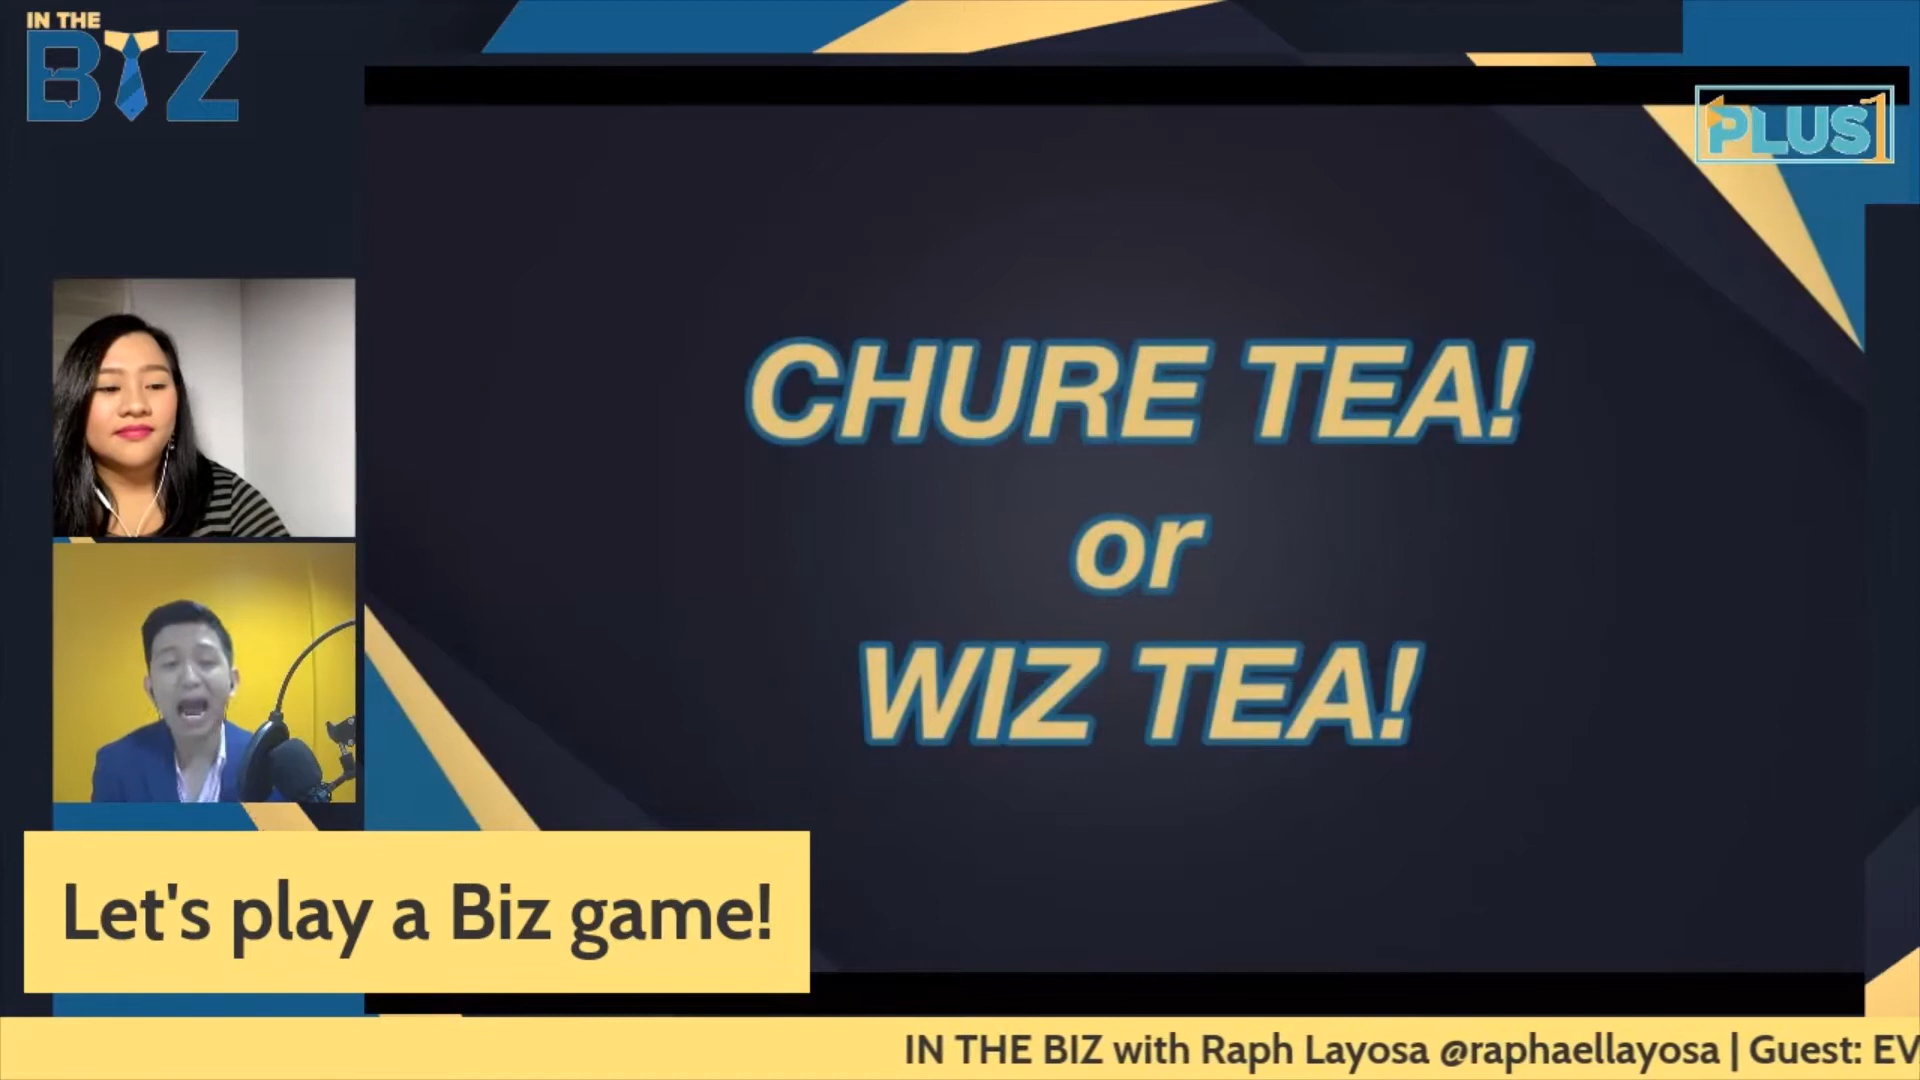 IN THE
BIZ
PLUS1
CHURE TEA!
or
WIZ TEA!
Let's play a Biz game!
IN THE BIZ with Raph Layosa @raphaellayosa | Guest: EV